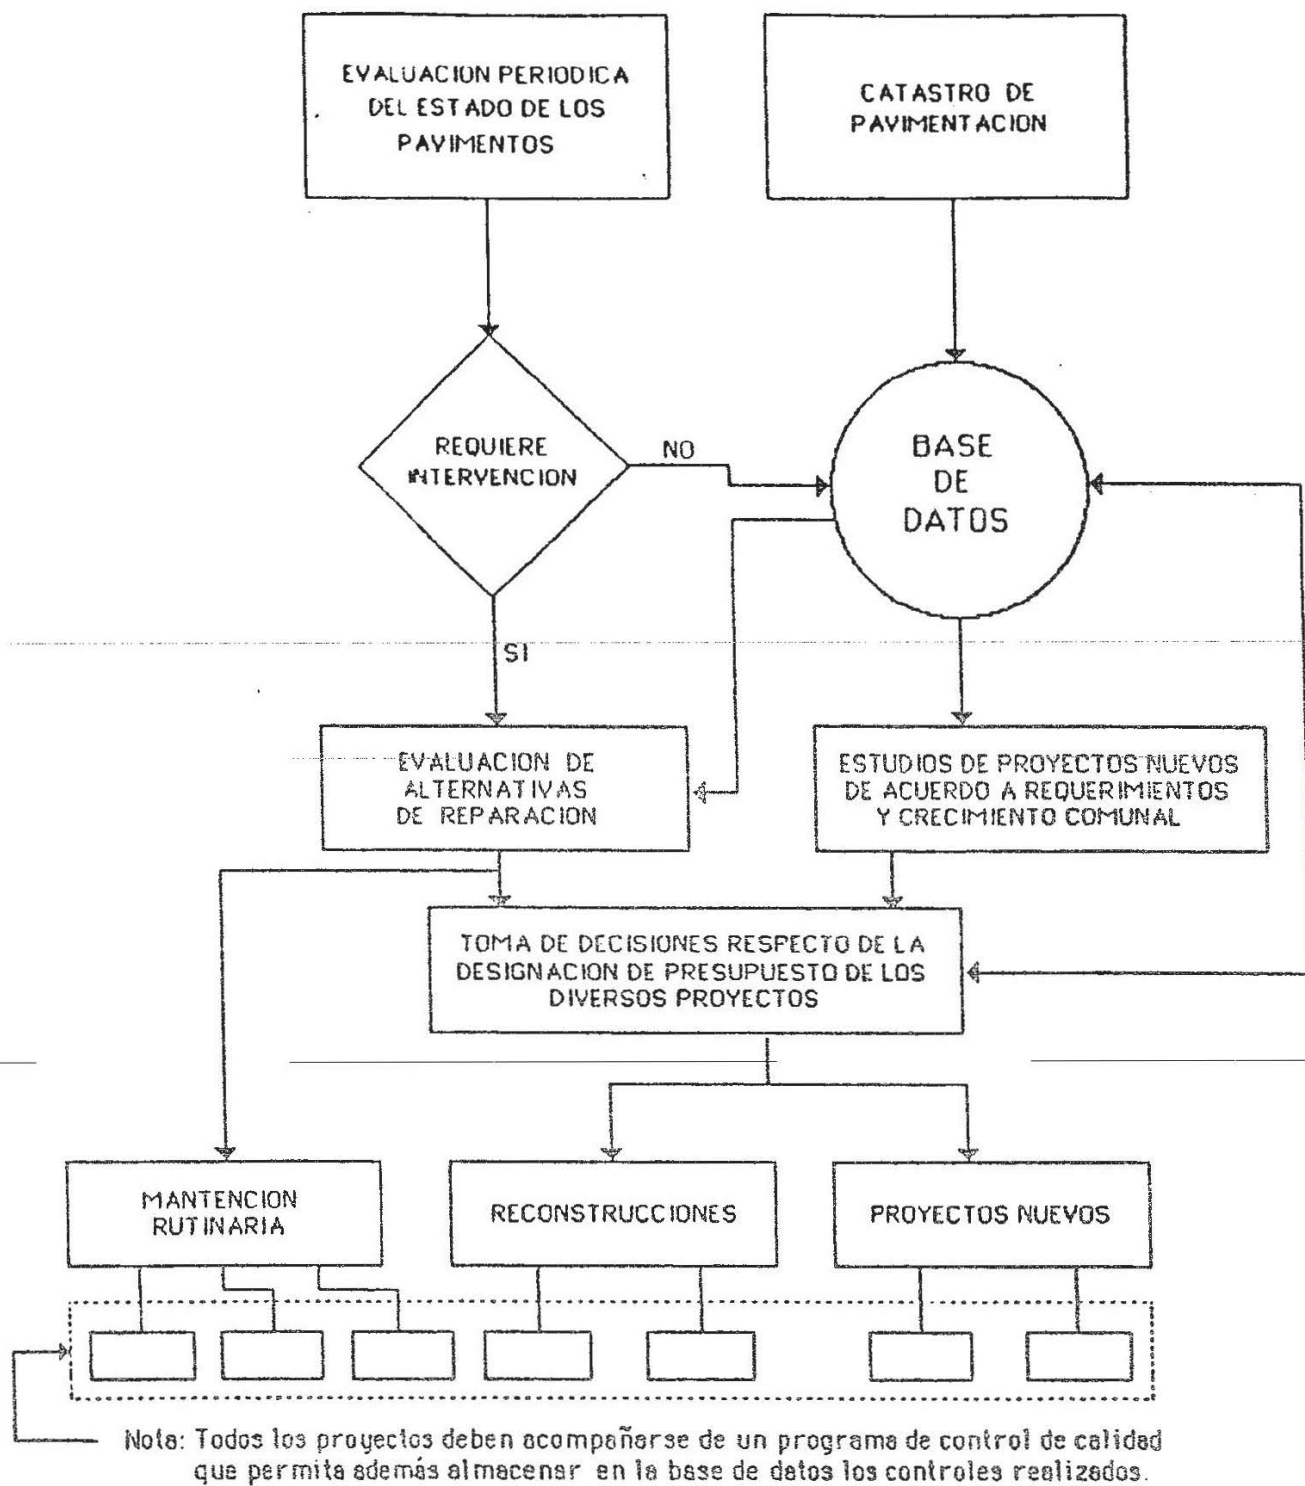 EVALUACION PERIODICA
DEL ESTADO DE LOS
PAVIMENTOS
CATASTRO DE
PAVIMENTACION
REQUIERE
INTERVENCION
NO
BASE
DE
DATOS
SI
EVALUACION DE
ALTERNATIVAS
DE REPARACION
ESTUDIOS DE PROYECTOS NUEVOS
DE ACUERDO A REQUERIMIENTOS
Y CRECIMIENTO COMUNAL
TOMA DE DECISIONES RESPECTO DE LA
DESIGNACION DE PRESUPUESTO DE LOS
DIVERSOS PROYECTOS
MANTENCION
RUTINARIA
RECONSTRUCCIONES
PROYECTOS NUEVOS
Nota: Todos los proyectos deben acompañarse de un programa de control de calidad
que permita además almacenar en la base de datos los controles realizados.